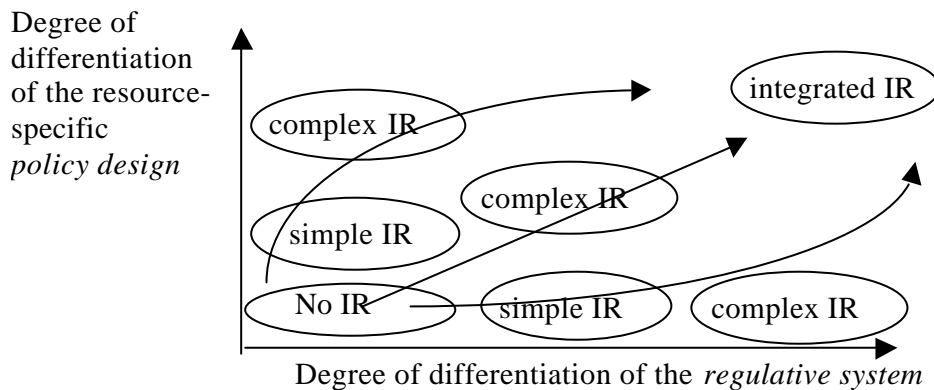 Degree of
differentiation
of the resource-
specific
policy design
integrated IR
complex IR
complex IR
simple IR
No IR
simple IR
complex IR
Degree of differentiation of the regulative system